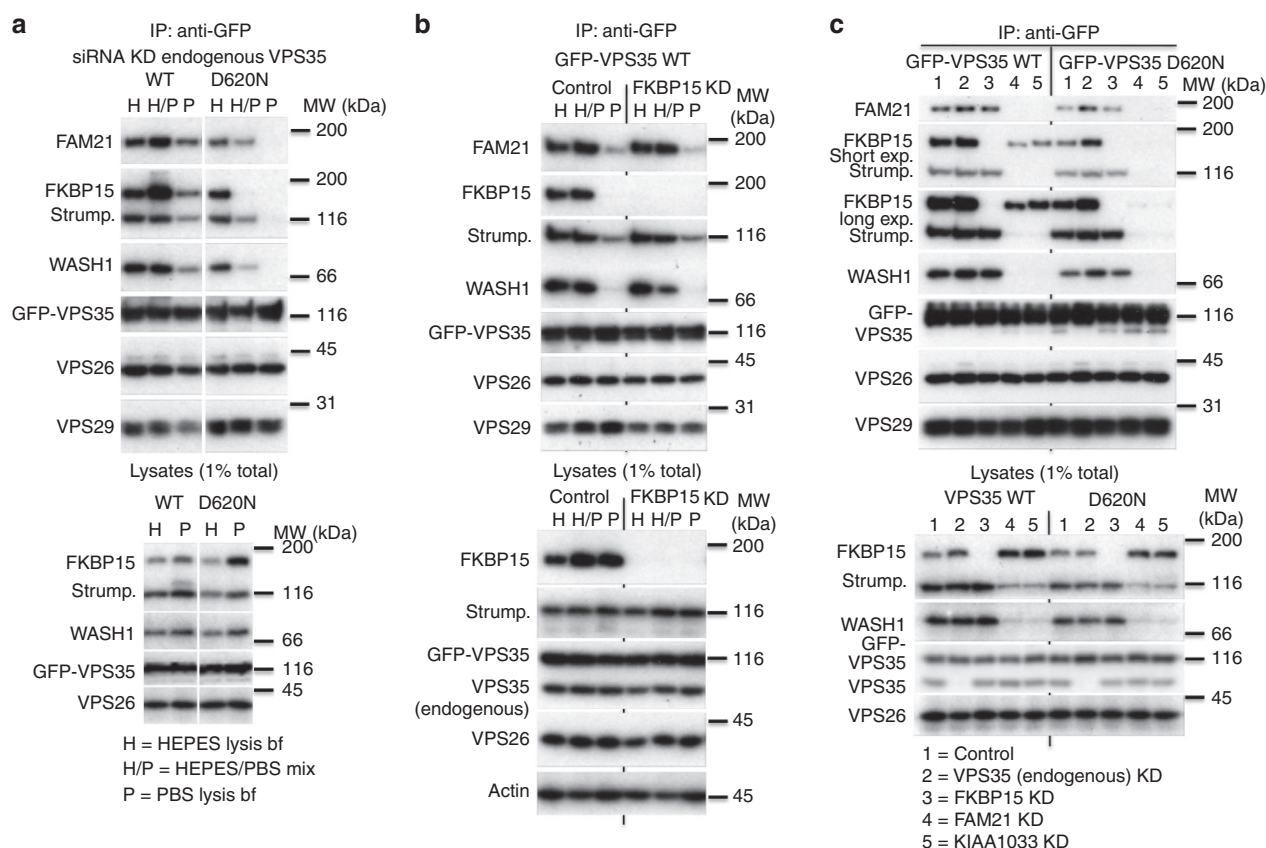 a
IP: anti-GFP
siRNA KD endogenous VPS35
WT D620N
H H/P P H H/P P MW (kDa)
FAM21 200
FKBP15 200
Strump. 116
WASH1 66
GFP-VPS35 116
VPS26 45
VPS29 31
Lysates (1% total)
WT D620N
H P H P MW (kDa)
FKBP15 200
Strump. 116
WASH1 66
GFP-VPS35 116
VPS26 45
H = HEPES lysis bf
H/P = HEPES/PBS mix
P = PBS lysis bf
b
IP: anti-GFP
GFP-VPS35 WT
Control FKBP15 KD MW
H H/P P H H/P P (kDa)
FAM21 200
FKBP15 200
Strump. 116
WASH1 66
GFP-VPS35 116
VPS26 45
VPS29 31
Lysates (1% total)
Control FKBP15 KD MW
H H/P P H H/P P (kDa)
FKBP15 200
Strump. 116
GFP-VPS35 116
VPS35
(endogenous)
VPS26 45
Actin 45
c
IP: anti-GFP
GFP-VPS35 WT GFP-VPS35 D620N
1 2 3 4 5 1 2 3 4 5 MW (kDa)
FAM21 200
FKBP15 200
Short exp.
Strump. 116
FKBP15
long exp.
Strump.
WASH1 66
GFP-
VPS35 116
VPS26 45
VPS29 31
Lysates (1% total)
VPS35 WT D620N MW
1 2 3 4 5 1 2 3 4 5 (kDa)
FKBP15 200
Strump. 116
WASH1 66
GFP-
VPS35 116
VPS35
VPS26 45
1 = Control
2 = VPS35 (endogenous) KD
3 = FKBP15 KD
4 = FAM21 KD
5 = KIAA1033 KD